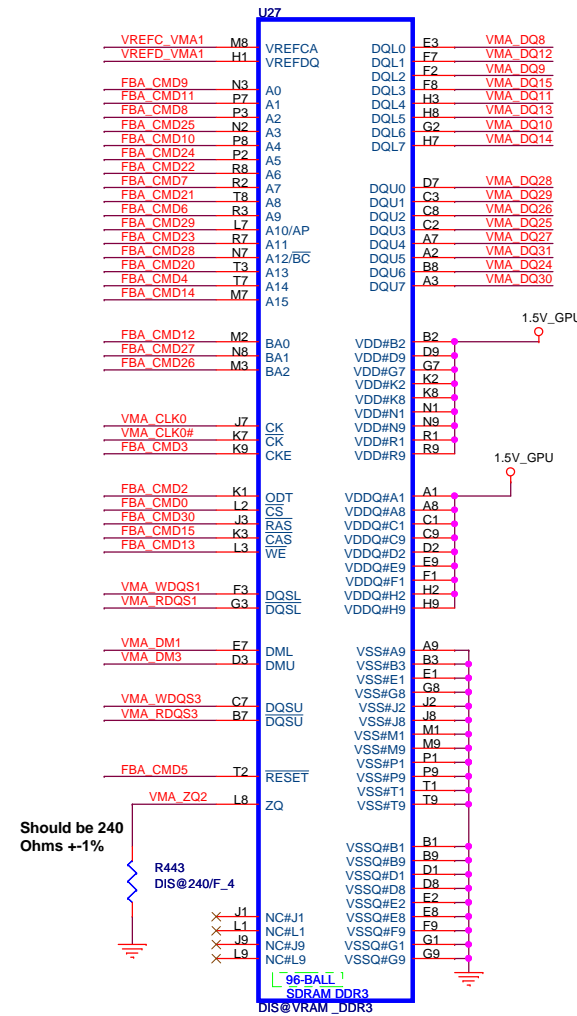 U27
VREFC_VMA1 M8 VREFCA
VREFD_VMA1 H1 VREFDQ
FBA_CMD9 N3 A0
FBA_CMD11 P7 A1
FBA_CMD8 P3 A2
FBA_CMD25 N2 A3
FBA_CMD10 P8 A4
FBA_CMD24 P2 A5
FBA_CMD22 R8 A6
FBA_CMD7 R2 A7
FBA_CMD21 T8 A8
FBA_CMD6 R3 A9
FBA_CMD29 L7 A10/AP
FBA_CMD23 R7 A11
FBA_CMD28 N7 A12/BC
FBA_CMD20 T3 A13
FBA_CMD4 T7 A14
FBA_CMD14 M7 A15
FBA_CMD12 M2 BA0
FBA_CMD27 N8 BA1
FBA_CMD26 M3 BA2
VMA_CLK0 J7 CK
VMA_CLK0# K7 CK
FBA_CMD3 K9 CKE
FBA_CMD2 K1 ODT
FBA_CMD0 L2 CS
FBA_CMD30 J3 RAS
FBA_CMD15 K3 CAS
FBA_CMD13 L3 WE
VMA_WDQS1 F3 DQSL
VMA_RDQS1 G3 DQSL
VMA_DM1 E7 DML
VMA_DM3 D3 DMU
VMA_WDQS3 C7 DQSU
VMA_RDQS3 B7 DQSU
FBA_CMD5 T2 RESET
VMA_ZQ2 L8 ZQ
Should be 240
Ohms +-1%
R443
DIS@240/F_4
J1 NC#J1
L1 NC#L1
J9 NC#J9
L9 NC#L9
DQL0 E3 VMA_DQ8
DQL1 F7 VMA_DQ12
DQL2 F2 VMA_DQ9
DQL3 F8 VMA_DQ15
DQL4 H3 VMA_DQ11
DQL5 H8 VMA_DQ13
DQL6 G2 VMA_DQ10
DQL7 H7 VMA_DQ14
DQU0 D7 VMA_DQ28
DQU1 C3 VMA_DQ29
DQU2 C8 VMA_DQ26
DQU3 C2 VMA_DQ25
DQU4 A7 VMA_DQ27
DQU5 A2 VMA_DQ31
DQU6 B8 VMA_DQ24
DQU7 A3 VMA_DQ30
1.5V_GPU
VDD#B2 B2
VDD#D9 D9
VDD#G7 G7
VDD#K2 K2
VDD#K8 K8
VDD#N1 N1
VDD#N9 N9
VDD#R1 R1
VDD#R9 R9
1.5V_GPU
VDDQ#A1 A1
VDDQ#A8 A8
VDDQ#C1 C1
VDDQ#C9 C9
VDDQ#D2 D2
VDDQ#E9 E9
VDDQ#F1 F1
VDDQ#H2 H2
VDDQ#H9 H9
VSS#A9 A9
VSS#B3 B3
VSS#E1 E1
VSS#G8 G8
VSS#J2 J2
VSS#J8 J8
VSS#M1 M1
VSS#M9 M9
VSS#P1 P1
VSS#P9 P9
VSS#T1 T1
VSS#T9 T9
VSSQ#B1 B1
VSSQ#B9 B9
VSSQ#D1 D1
VSSQ#D8 D8
VSSQ#E2 E2
VSSQ#E8 E8
VSSQ#F9 F9
VSSQ#G1 G1
VSSQ#G9 G9
96-BALL
SDRAM DDR3
DIS@VRAM _DDR3